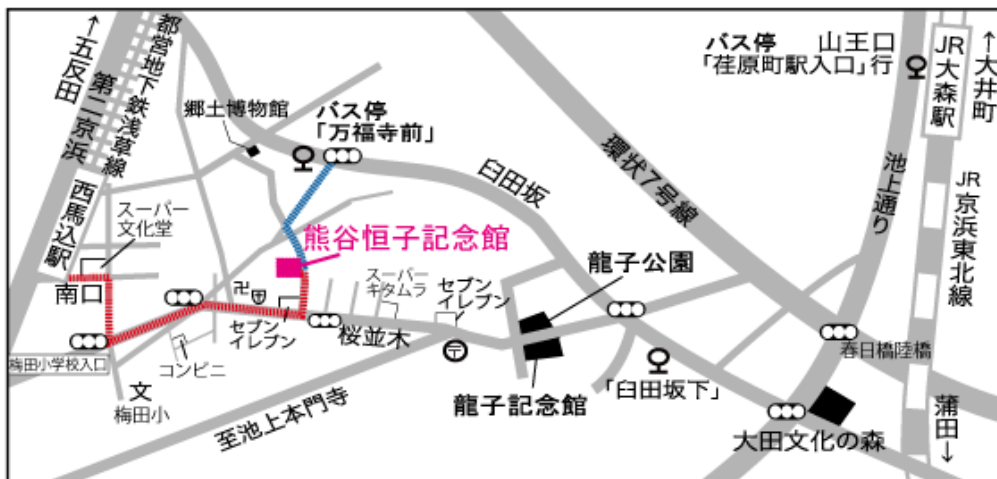 ↑五反田
第二京浜
都営地下鉄浅草線
西馬込駅
スーパー
文化堂
南口
梅田小学校入口
文
梅田小
コンビニ
郷土博物館
バス停
「万福寺前」
熊谷恒子記念館
卍
セブン
イレブン
スーパー
キタムラ
セブン
イレブン
桜並木
〒
至池上本門寺
臼田坂
龍子公園
龍子記念館
「臼田坂下」
環状7号線
バス停 山王口
「荏原町駅入口」行
池上通り
JR大森駅
↑大井町
JR京浜東北線
春日橋陸橋
大田文化の森
蒲田↓